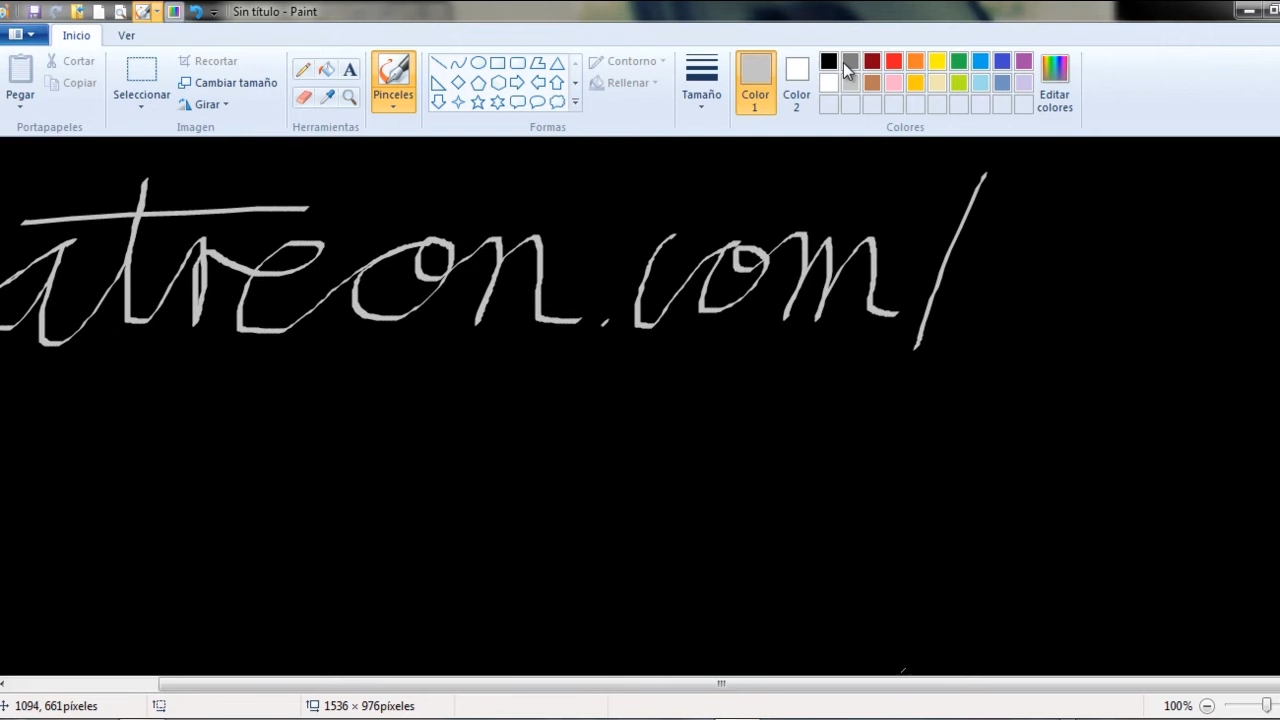 Sin título - Paint
Inicio Ver
Pegar
Cortar
Copiar
Portapapeles
Seleccionar
Recortar
Cambiar tamaño
Girar
Imagen
A
Herramientas
Pinceles
Contorno
Rellenar
Formas
Tamaño
Color 1
Color 2
Editar colores
Colores
atreon.com/
1094, 661píxeles
1536 × 976píxeles
100%